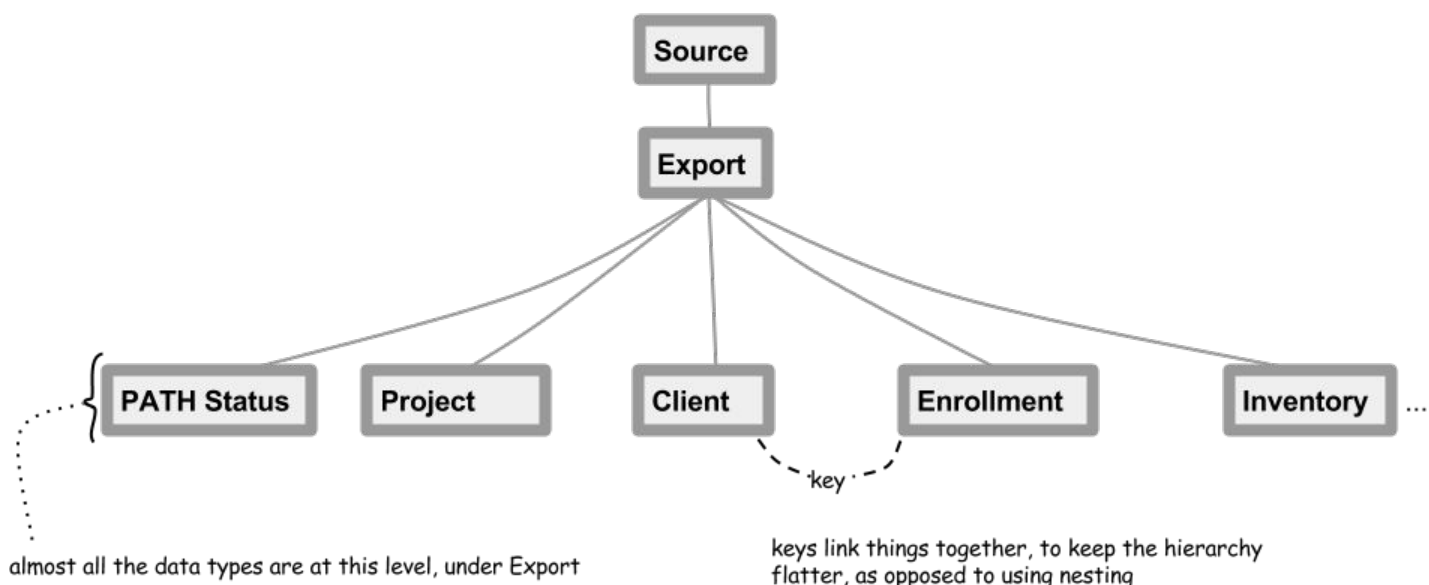 Source
Export
PATH Status
Project
Client
Enrollment
Inventory
...
key
almost all the data types are at this level, under Export
keys link things together, to keep the hierarchy
flatter, as opposed to using nesting